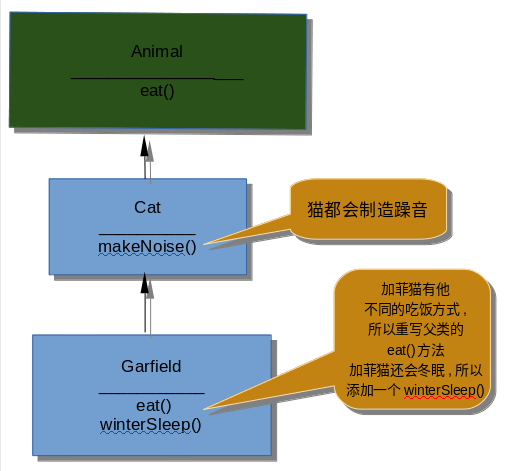 Animal
eat()
Cat
makeNoise()
猫都会制造躁音
Garfield
eat()
winterSleep()
加菲猫有他
不同的吃饭方式 ,
所以重写父类的
eat()方法
加菲猫还会冬眠 , 所以
添加一个 winterSleep()